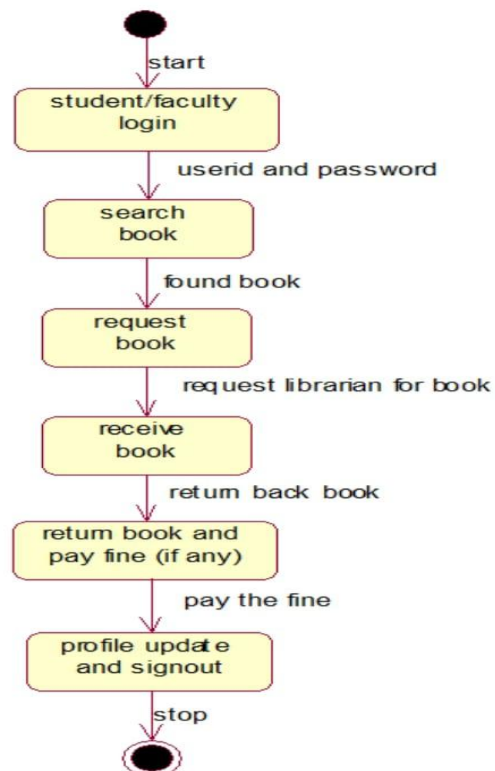 start
student/faculty
login
userid and password
search
book
found book
request
book
request librarian for book
receive
book
return back book
return book and
pay fine (if any)
pay the fine
profile update
and signout
stop